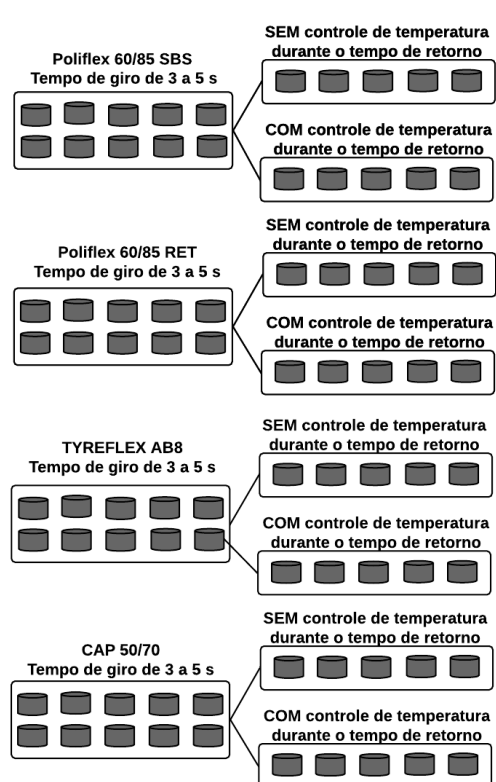 Poliflex 60/85 SBS
Tempo de giro de 3 a 5 s
SEM controle de temperatura
durante o tempo de retorno
COM controle de temperatura
durante o tempo de retorno
Poliflex 60/85 RET
Tempo de giro de 3 a 5 s
SEM controle de temperatura
durante o tempo de retorno
COM controle de temperatura
durante o tempo de retorno
TYREFLEX AB8
Tempo de giro de 3 a 5 s
SEM controle de temperatura
durante o tempo de retorno
COM controle de temperatura
durante o tempo de retorno
CAP 50/70
Tempo de giro de 3 a 5 s
SEM controle de temperatura
durante o tempo de retorno
COM controle de temperatura
durante o tempo de retorno